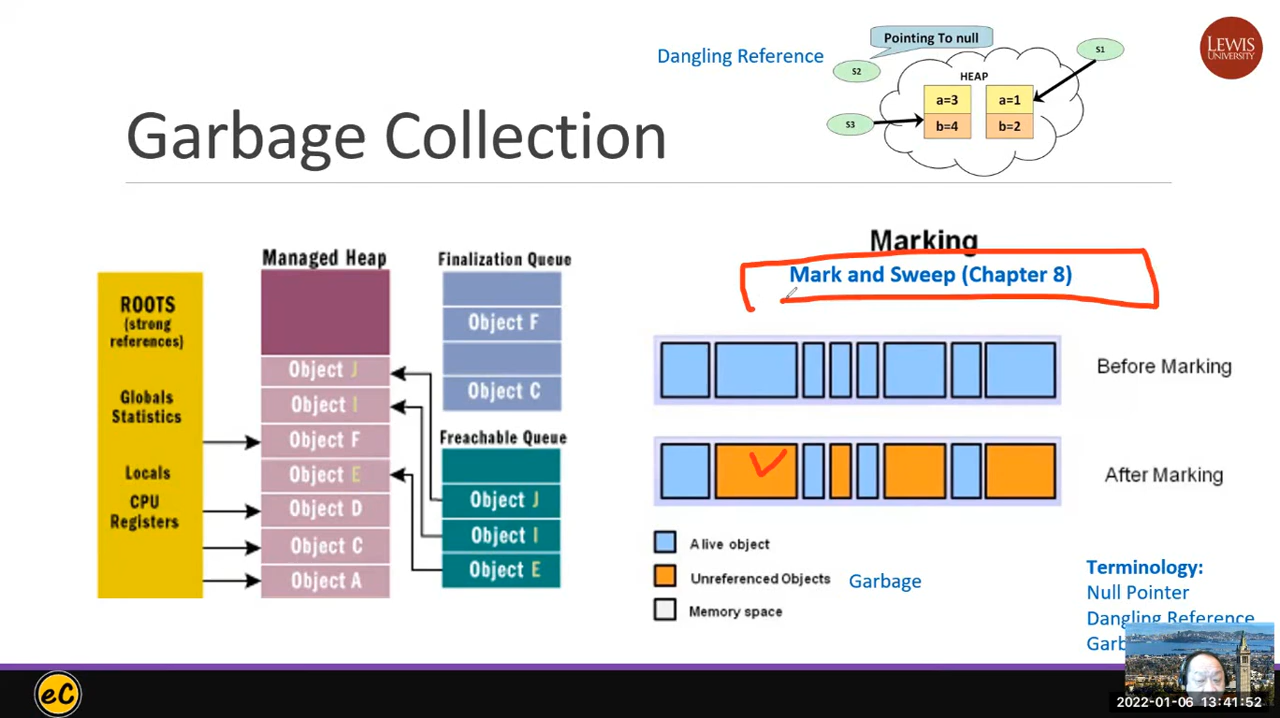 Dangling Reference
Pointing To null
S2
S1
HEAP
a=3
a=1
S3
b=4
b=2
LEWIS
UNIVERSITY
Garbage Collection
ROOTS
(strong
references)
Globals
Statistics
Locals
CPU
Registers
Managed Heap
Object J
Object I
Object F
Object E
Object D
Object C
Object A
Finalization Queue
Object F
Object C
Freachable Queue
Object J
Object I
Object E
Marking
Mark and Sweep (Chapter 8)
Before Marking
After Marking
A live object
Unreferenced Objects
Garbage
Memory space
Terminology:
Null Pointer
Dangling Reference
eC
2022-01-06 13:41:52